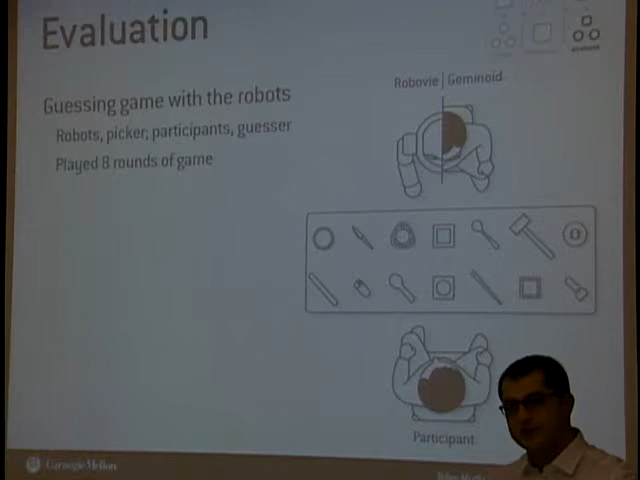 Evaluation
Guessing game with the robots
Robots, picker; participants, guesser
Played 8 rounds of game
Robovie | Geminoid
Participant
Carnegie Mellon